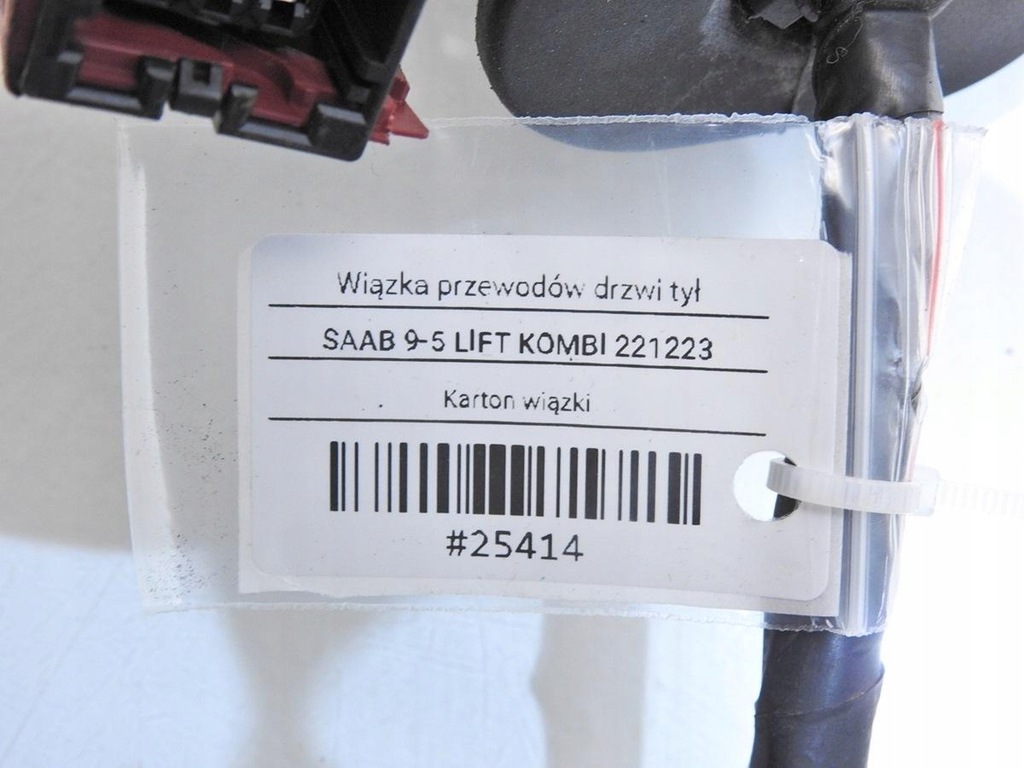 Wiązka przewodów drzwi tył
SAAB 9-5 LIFT KOMBI 221223
Karton wiązki
#25414